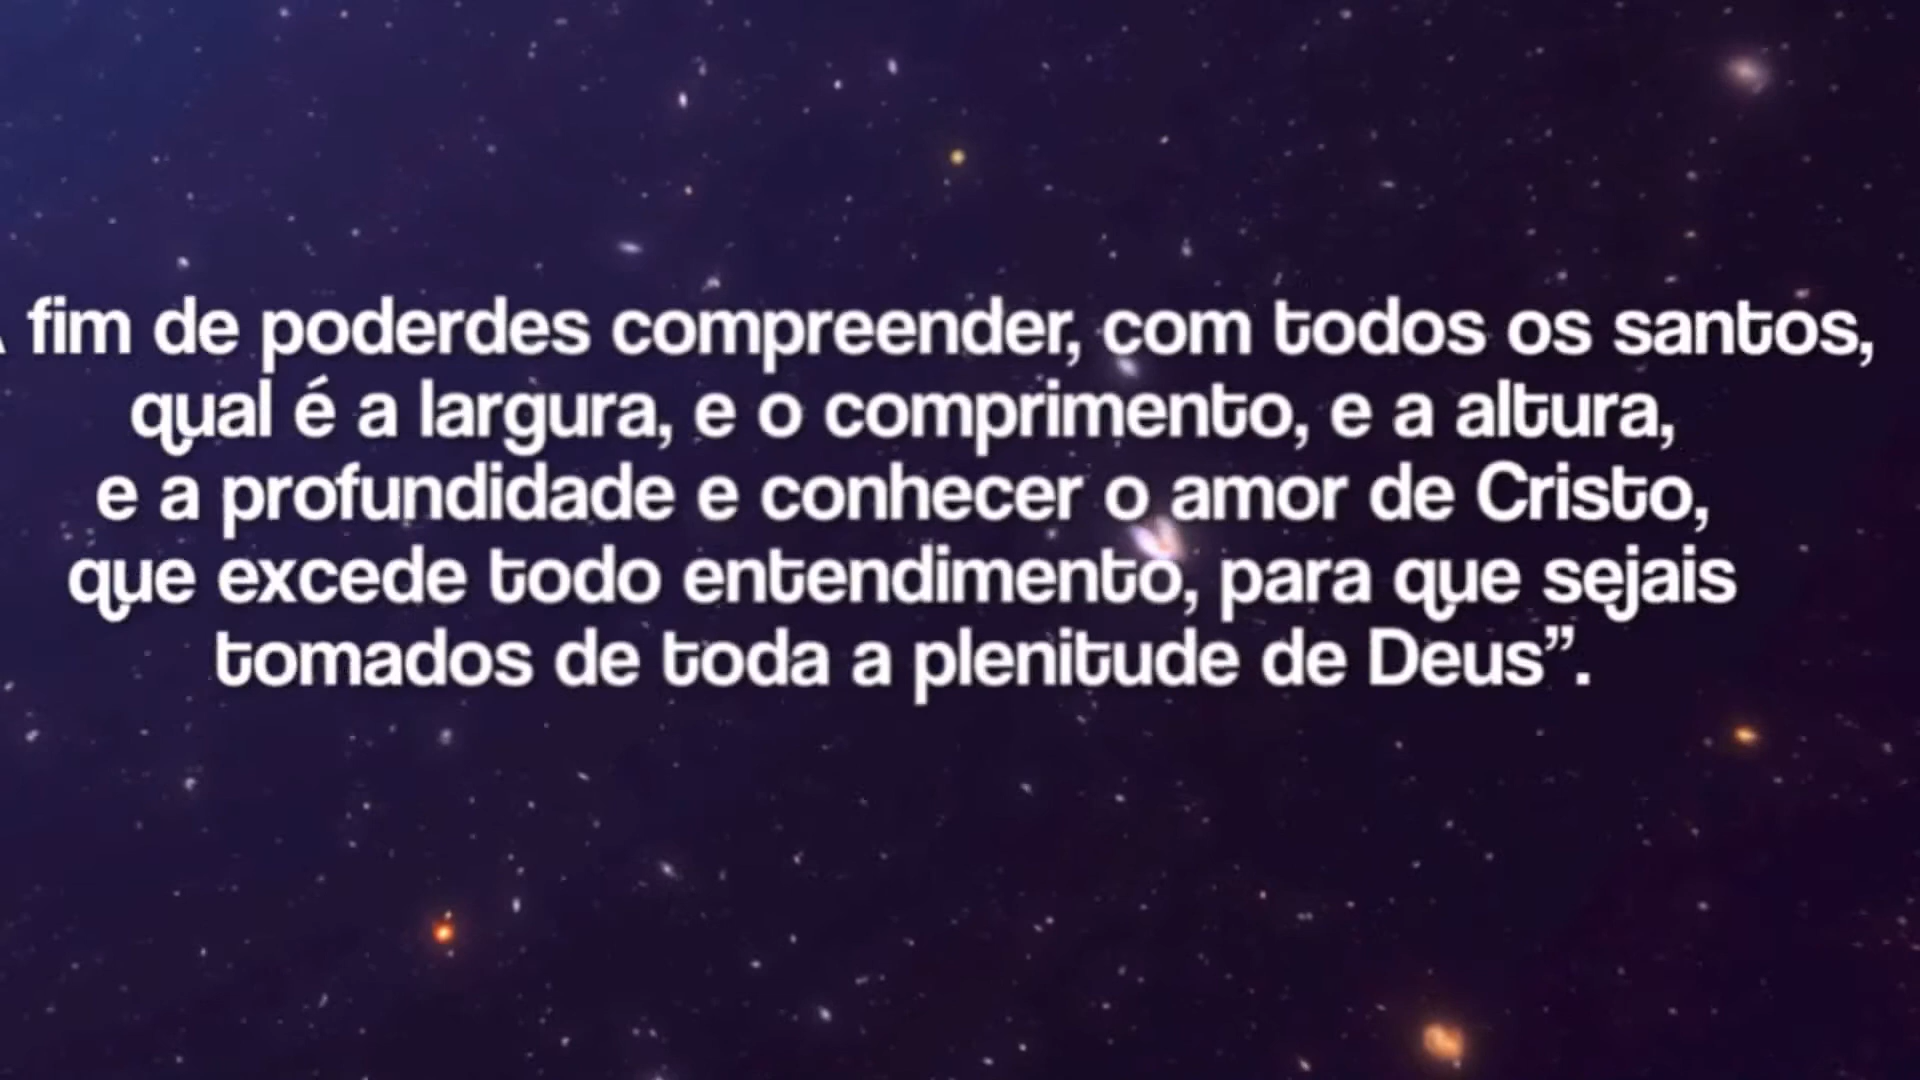 fim de poderdes compreender, com todos os santos,
qual é a largura, e o comprimento, e a altura,
e a profundidade e conhecer o amor de Cristo,
que excede todo entendimento, para que sejais
tomados de toda a plenitude de Deus”.